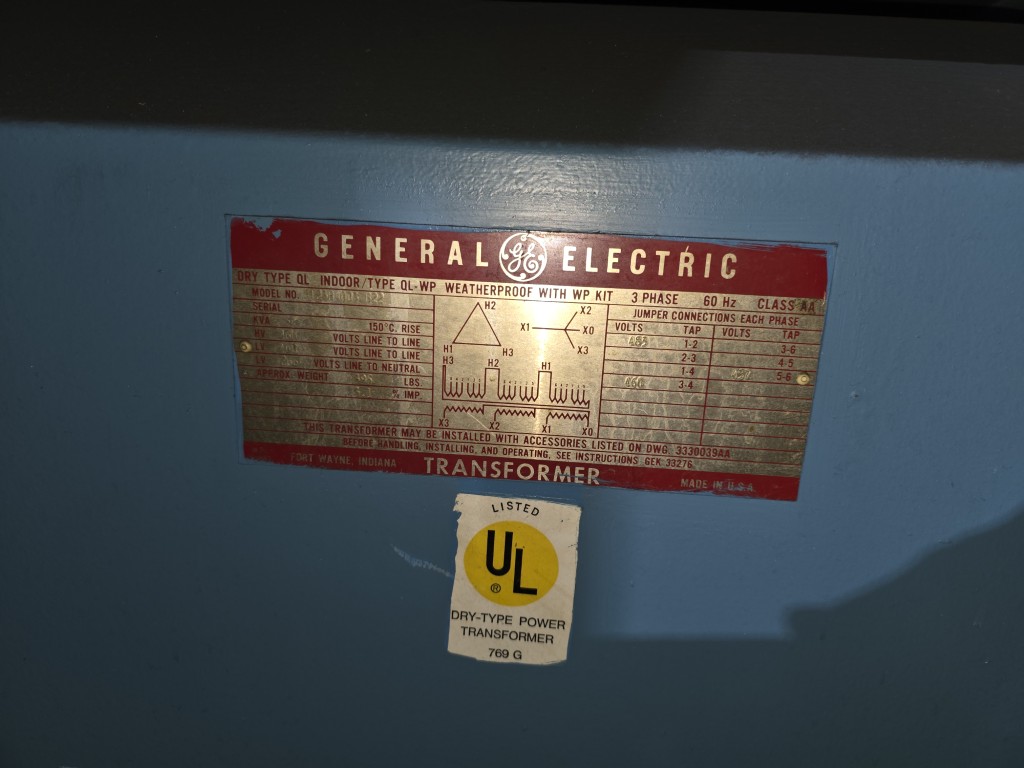 GENERAL GE ELECTRIC
DRY TYPE QL INDOOR/TYPE QL-WP WEATHERPROOF WITH WP KIT 3 PHASE 60 Hz CLASS AA
MODEL NO.
SERIAL
KVA 150°C. RISE
HV VOLTS LINE TO LINE
LV VOLTS LINE TO LINE
LV VOLTS LINE TO NEUTRAL
APPROX. WEIGHT LBS.
% IMP.
H2
H1 H3
X2
X1 X0
X3
H3 H2 H1
X3 X2 X1 X0
JUMPER CONNECTIONS EACH PHASE
VOLTS TAP VOLTS TAP
1-2 3-6
2-3 4-5
1-4 5-6
3-4
THIS TRANSFORMER MAY BE INSTALLED WITH ACCESSORIES LISTED ON DWG. 3330039AA
BEFORE HANDLING, INSTALLING, AND OPERATING, SEE INSTRUCTIONS GEK 33276
FORT WAYNE, INDIANA TRANSFORMER MADE IN U.S.A.
LISTED
UL
®
DRY-TYPE POWER
TRANSFORMER
769 G